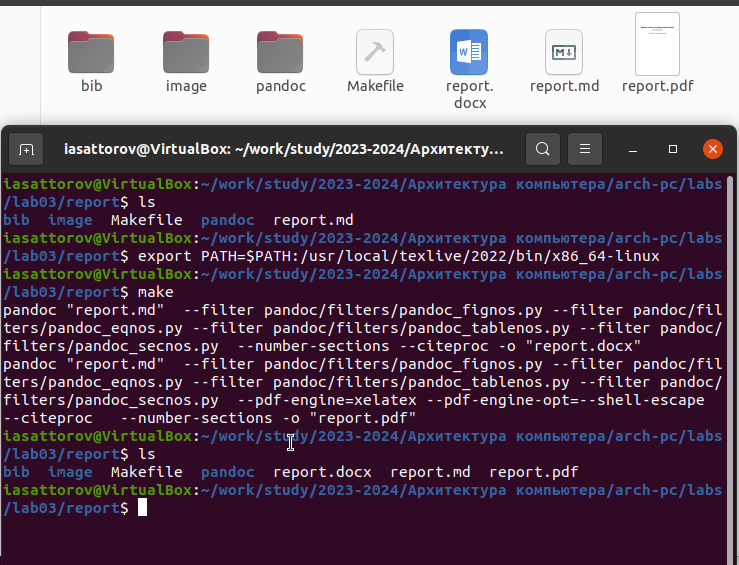 bib image pandoc Makefile report. report.md report.pdf
docx
iasattorov@VirtualBox: ~/work/study/2023-2024/Архитекту...
iasattorov@VirtualBox:~/work/study/2023-2024/Архитектура компьютера/arch-pc/labs
/lab03/report$ ls
bib image Makefile pandoc report.md
iasattorov@VirtualBox:~/work/study/2023-2024/Архитектура компьютера/arch-pc/labs
/lab03/report$ export PATH=$PATH:/usr/local/texlive/2022/bin/x86_64-linux
iasattorov@VirtualBox:~/work/study/2023-2024/Архитектура компьютера/arch-pc/labs
/lab03/report$ make
pandoc "report.md"  --filter pandoc/filters/pandoc_fignos.py --filter pandoc/fil
ters/pandoc_eqnos.py --filter pandoc/filters/pandoc_tablenos.py --filter pandoc/
filters/pandoc_secnos.py  --number-sections --citeproc -o "report.docx"
pandoc "report.md"  --filter pandoc/filters/pandoc_fignos.py --filter pandoc/fil
ters/pandoc_eqnos.py --filter pandoc/filters/pandoc_tablenos.py --filter pandoc/
filters/pandoc_secnos.py  --pdf-engine=xelatex --pdf-engine-opt=--shell-escape
--citeproc   --number-sections -o "report.pdf"
iasattorov@VirtualBox:~/work/study/2023-2024/Архитектура компьютера/arch-pc/labs
/lab03/report$ ls
bib image Makefile pandoc report.docx report.md report.pdf
iasattorov@VirtualBox:~/work/study/2023-2024/Архитектура компьютера/arch-pc/labs
/lab03/report$